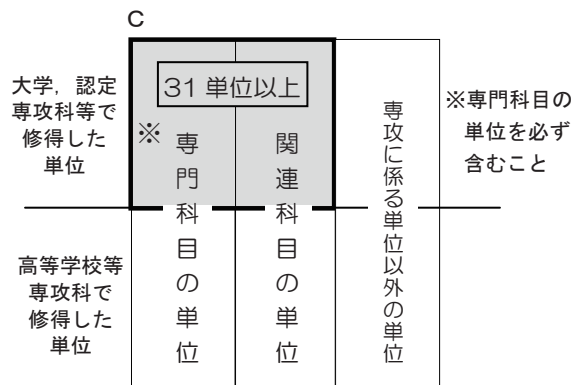 C
大学，認定
専攻科等で
修得した
単位
31 単位以上
※
専門科目の単位
関連科目の単位
専攻に係る単位以外の単位
※専門科目の
単位を必ず
含むこと
高等学校等
専攻科で
修得した
単位